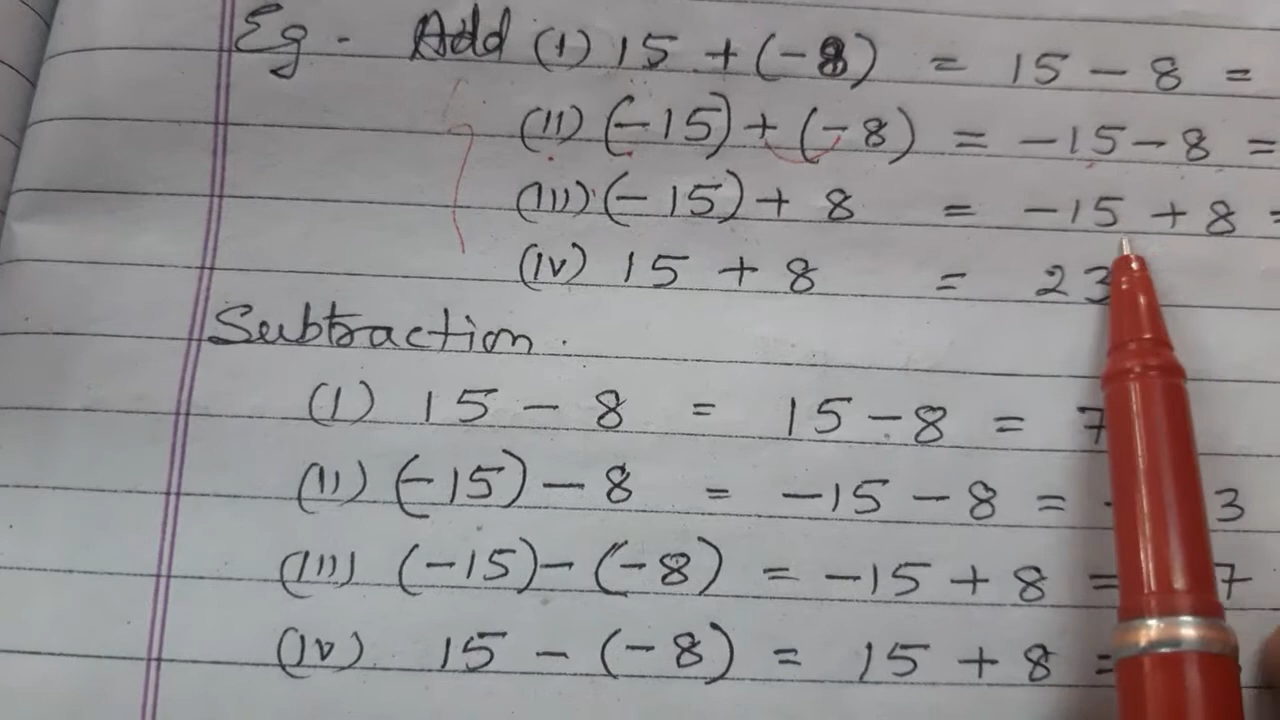 Eg. Add (I) 15 + (-8) = 15 - 8 =
(II) (-15) + (-8) = -15 - 8 =
(III) (-15) + 8 = -15 + 8 =
(IV) 15 + 8 = 23
Subtraction.
(I) 15 - 8 = 15 - 8 = 7
(II) (-15) - 8 = -15 - 8 = 3
(III) (-15) - (-8) = -15 + 8 = 7
(IV) 15 - (-8) = 15 + 8 =